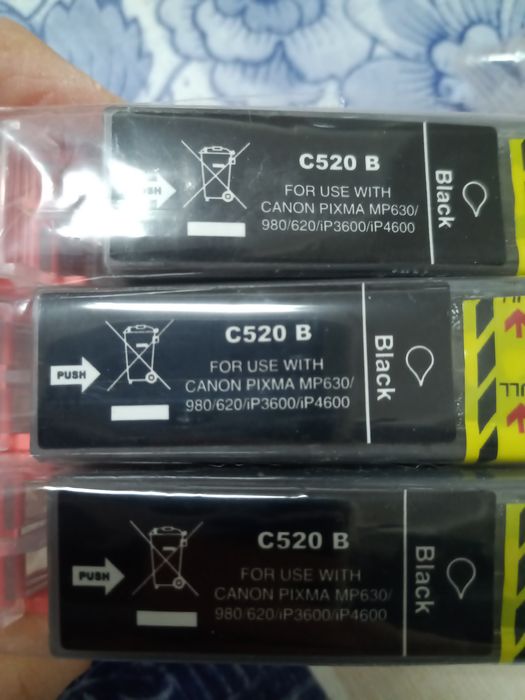 C520 B
FOR USE WITH
CANON PIXMA MP630/
980/620/iP3600/iP4600
Black
PUSH
C520 B
FOR USE WITH
CANON PIXMA MP630/
980/620/iP3600/iP4600
Black
PUSH
C520 B
FOR USE WITH
CANON PIXMA MP630/
980/620/iP3600/iP4600
Black